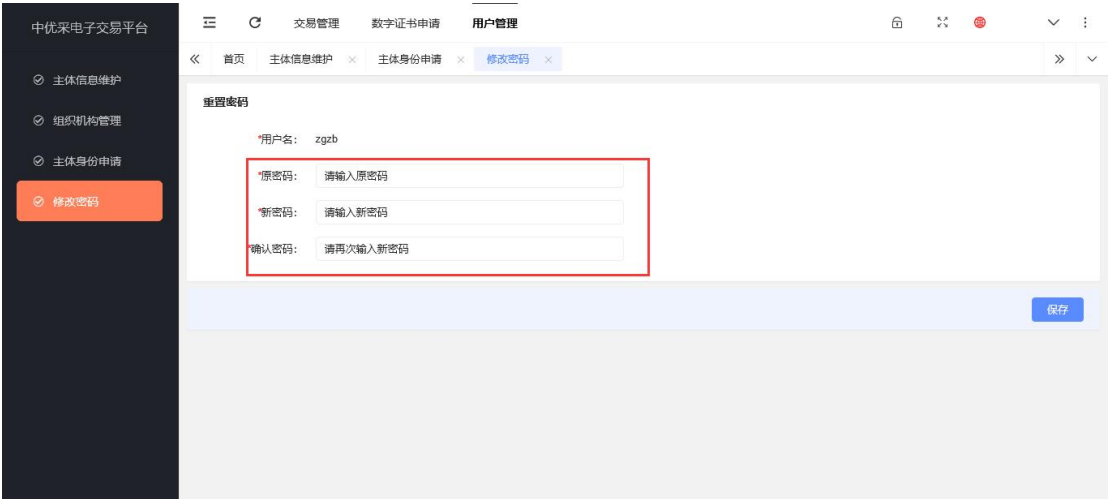 中优采电子交易平台
交易管理 数字证书申请 用户管理
首页 主体信息维护 主体身份申请 修改密码
主体信息维护
组织机构管理
主体身份申请
修改密码
重置密码
*用户名： zgzb
*原密码： 请输入原密码
*新密码： 请输入新密码
*确认密码： 请再次输入新密码
保存